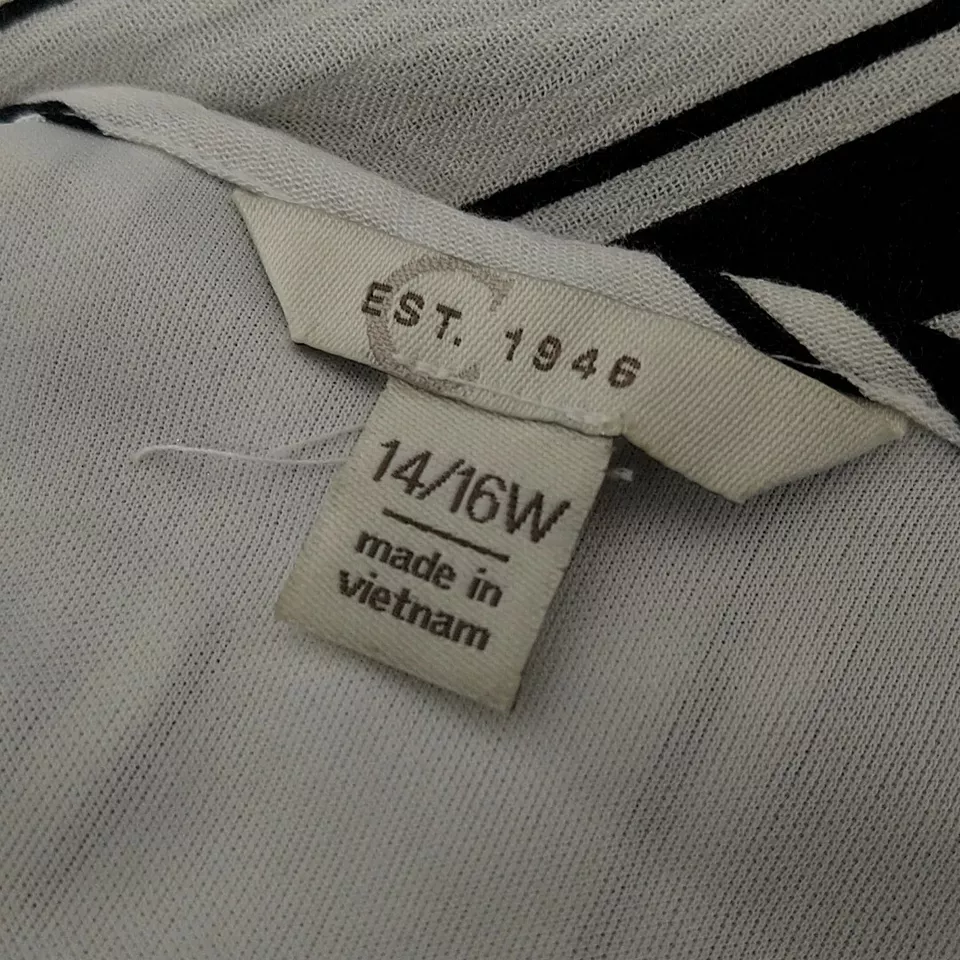 C
EST. 1946
14/16W
made in
vietnam